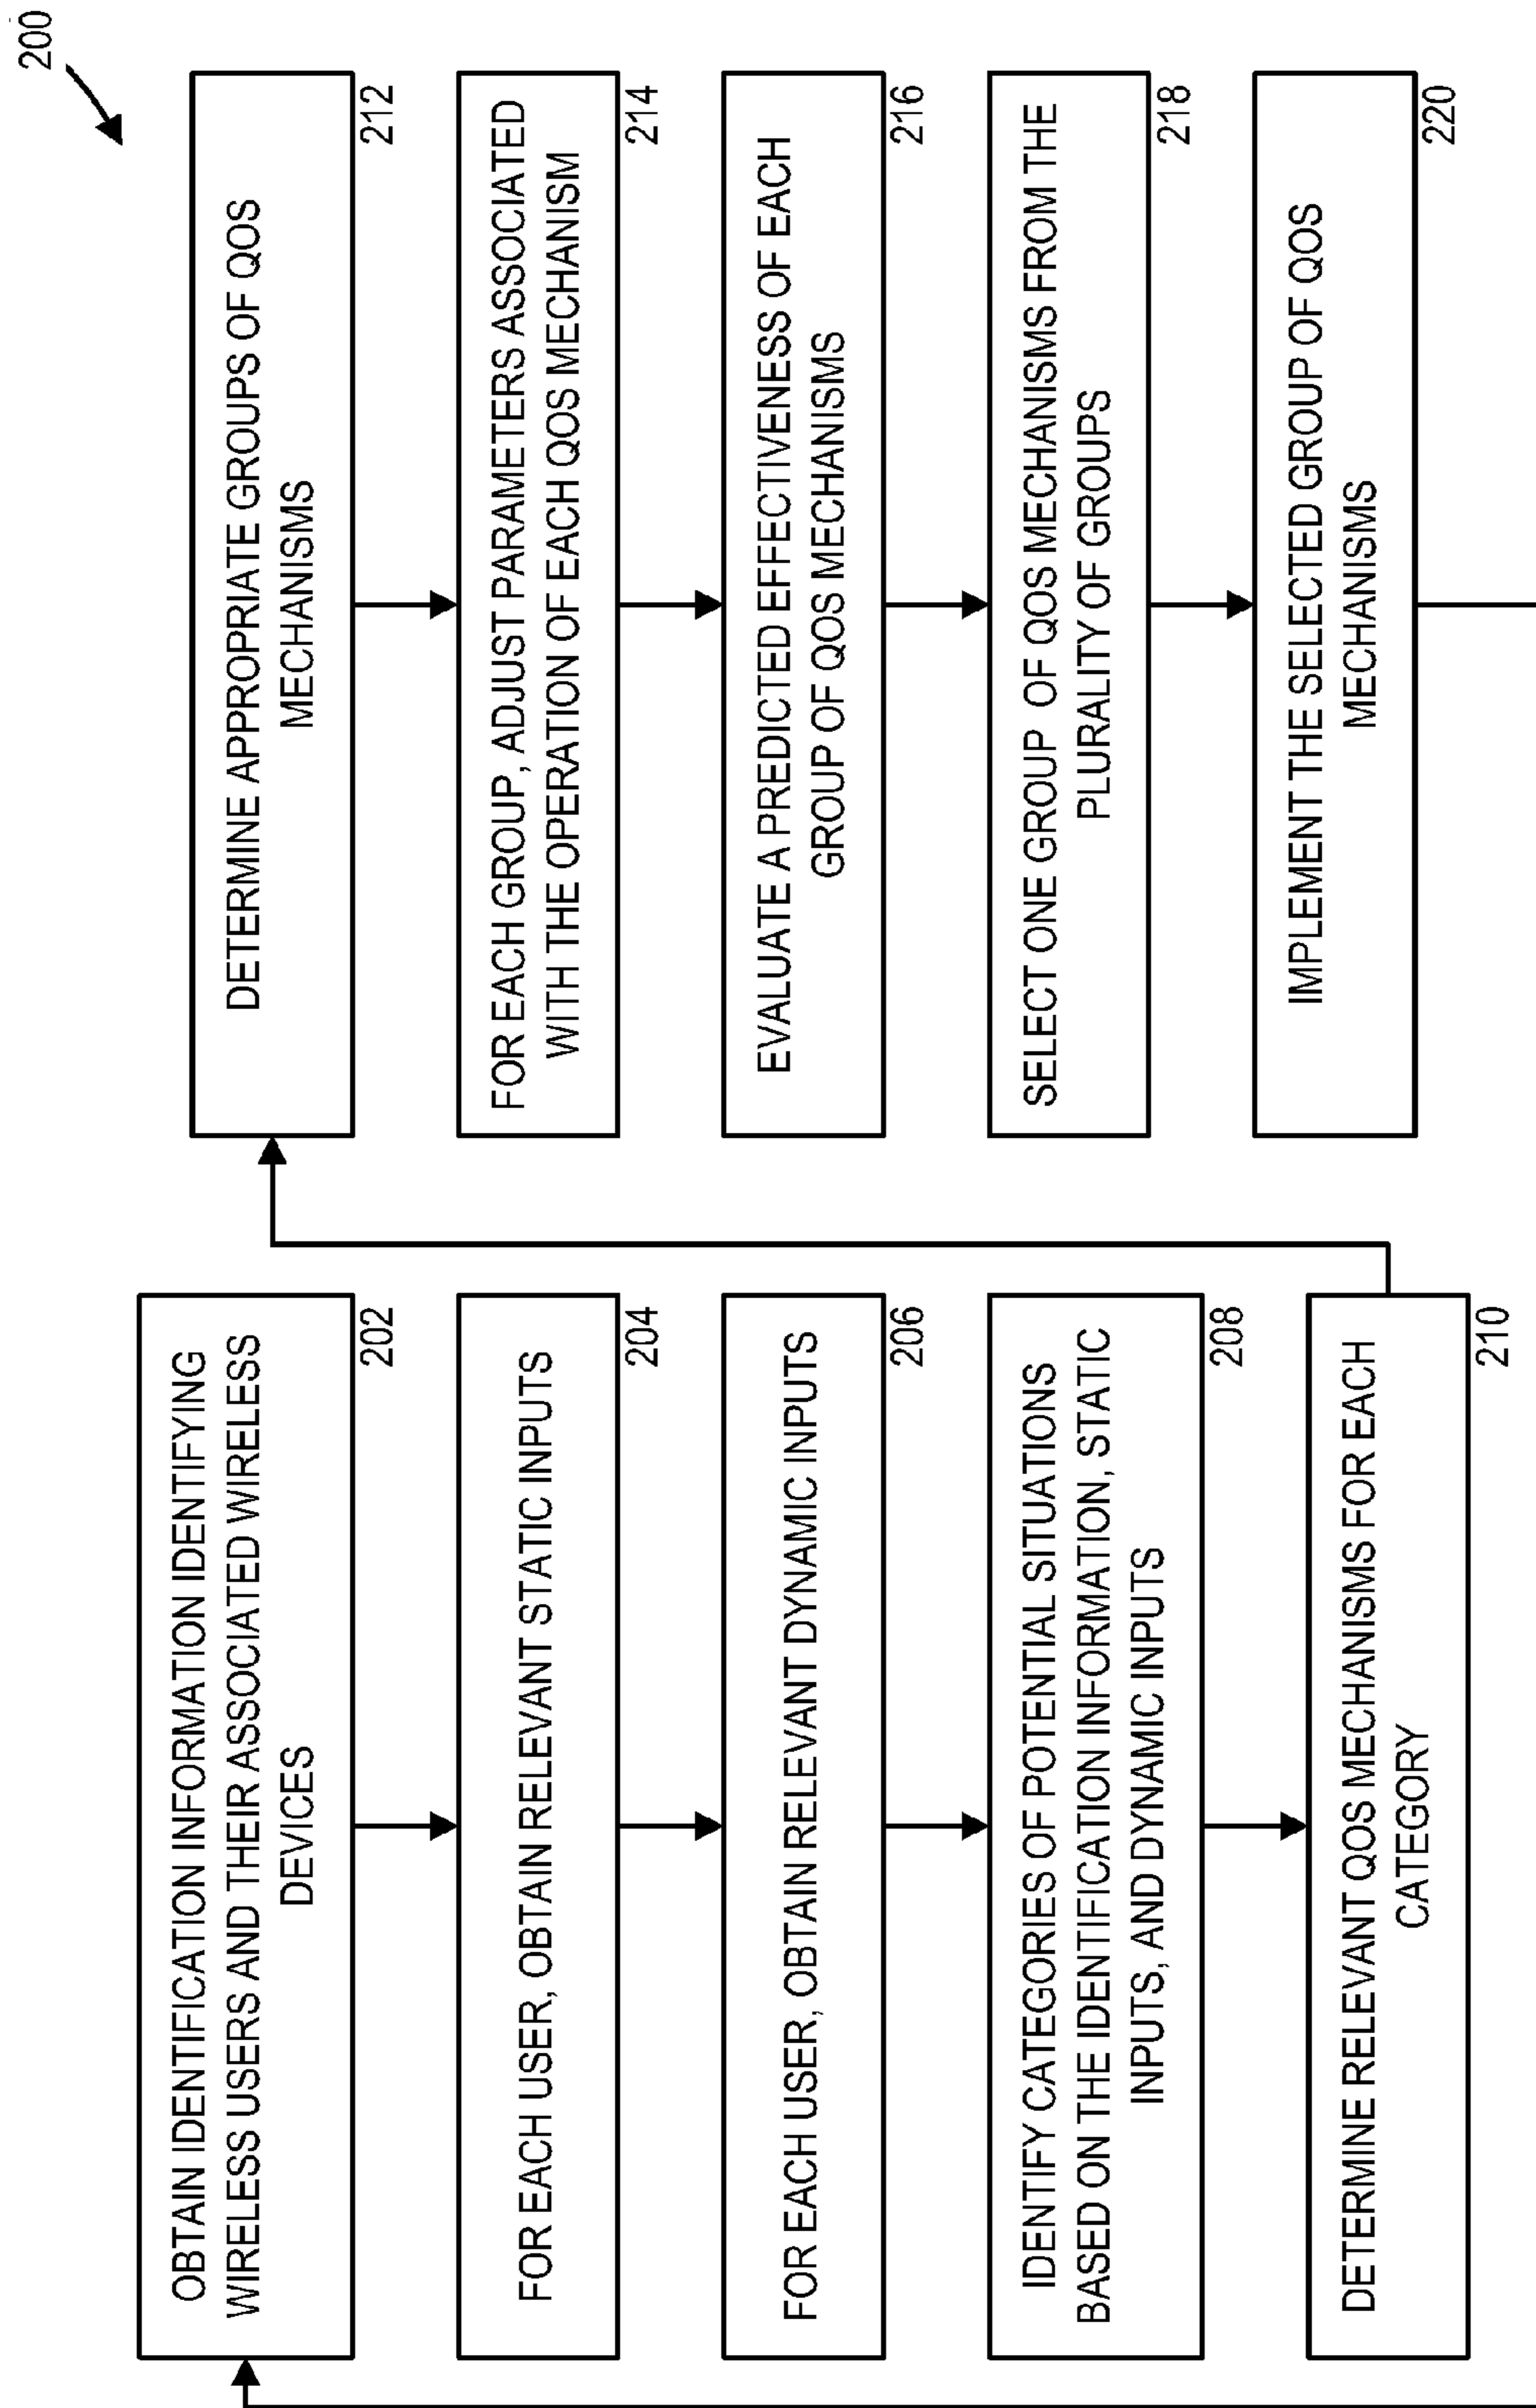 200
OBTAIN IDENTIFICATION INFORMATION IDENTIFYING
WIRELESS USERS AND THEIR ASSOCIATED WIRELESS
DEVICES
202
FOR EACH USER, OBTAIN RELEVANT STATIC INPUTS
204
FOR EACH USER, OBTAIN RELEVANT DYNAMIC INPUTS
206
IDENTIFY CATEGORIES OF POTENTIAL SITUATIONS
BASED ON THE IDENTIFICATION INFORMATION, STATIC
INPUTS, AND DYNAMIC INPUTS
208
DETERMINE RELEVANT QOS MECHANISMS FOR EACH
CATEGORY
210
DETERMINE APPROPRIATE GROUPS OF QOS
MECHANISMS
212
FOR EACH GROUP, ADJUST PARAMETERS ASSOCIATED
WITH THE OPERATION OF EACH QOS MECHANISM
214
EVALUATE A PREDICTED EFFECTIVENESS OF EACH
GROUP OF QOS MECHANISMS
216
SELECT ONE GROUP OF QOS MECHANISMS FROM THE
PLURALITY OF GROUPS
218
IMPLEMENT THE SELECTED GROUP OF QOS
MECHANISMS
220